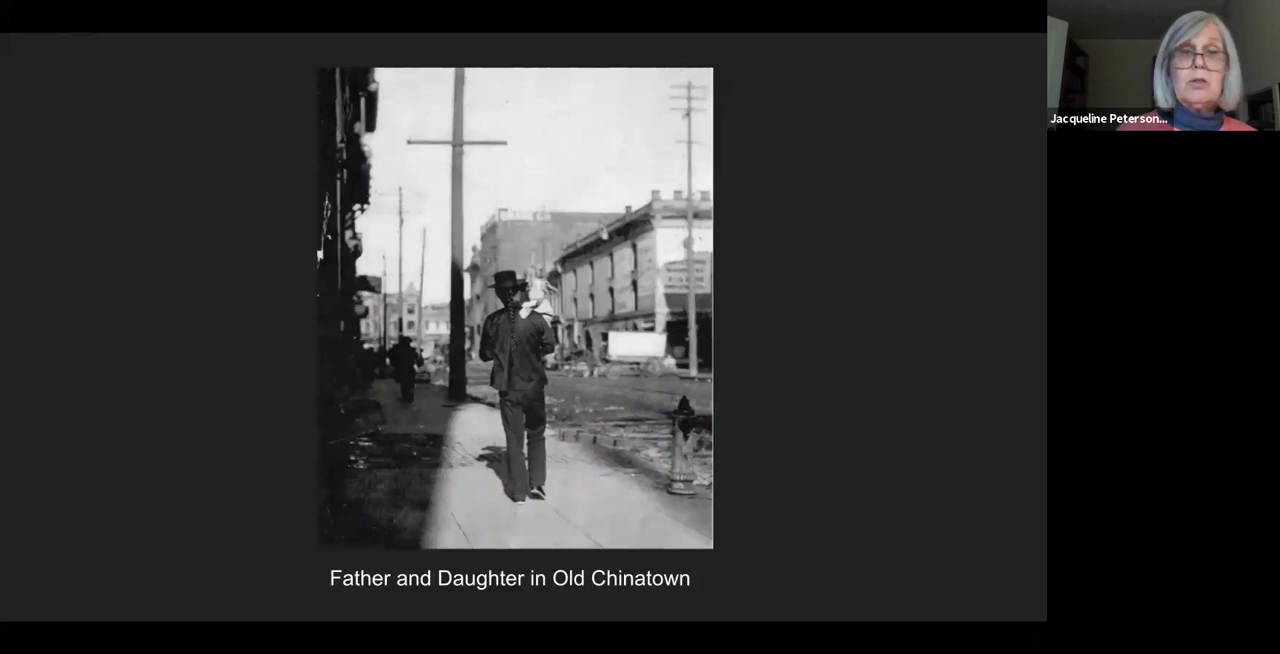 Jacqueline Peterson...
Father and Daughter in Old Chinatown